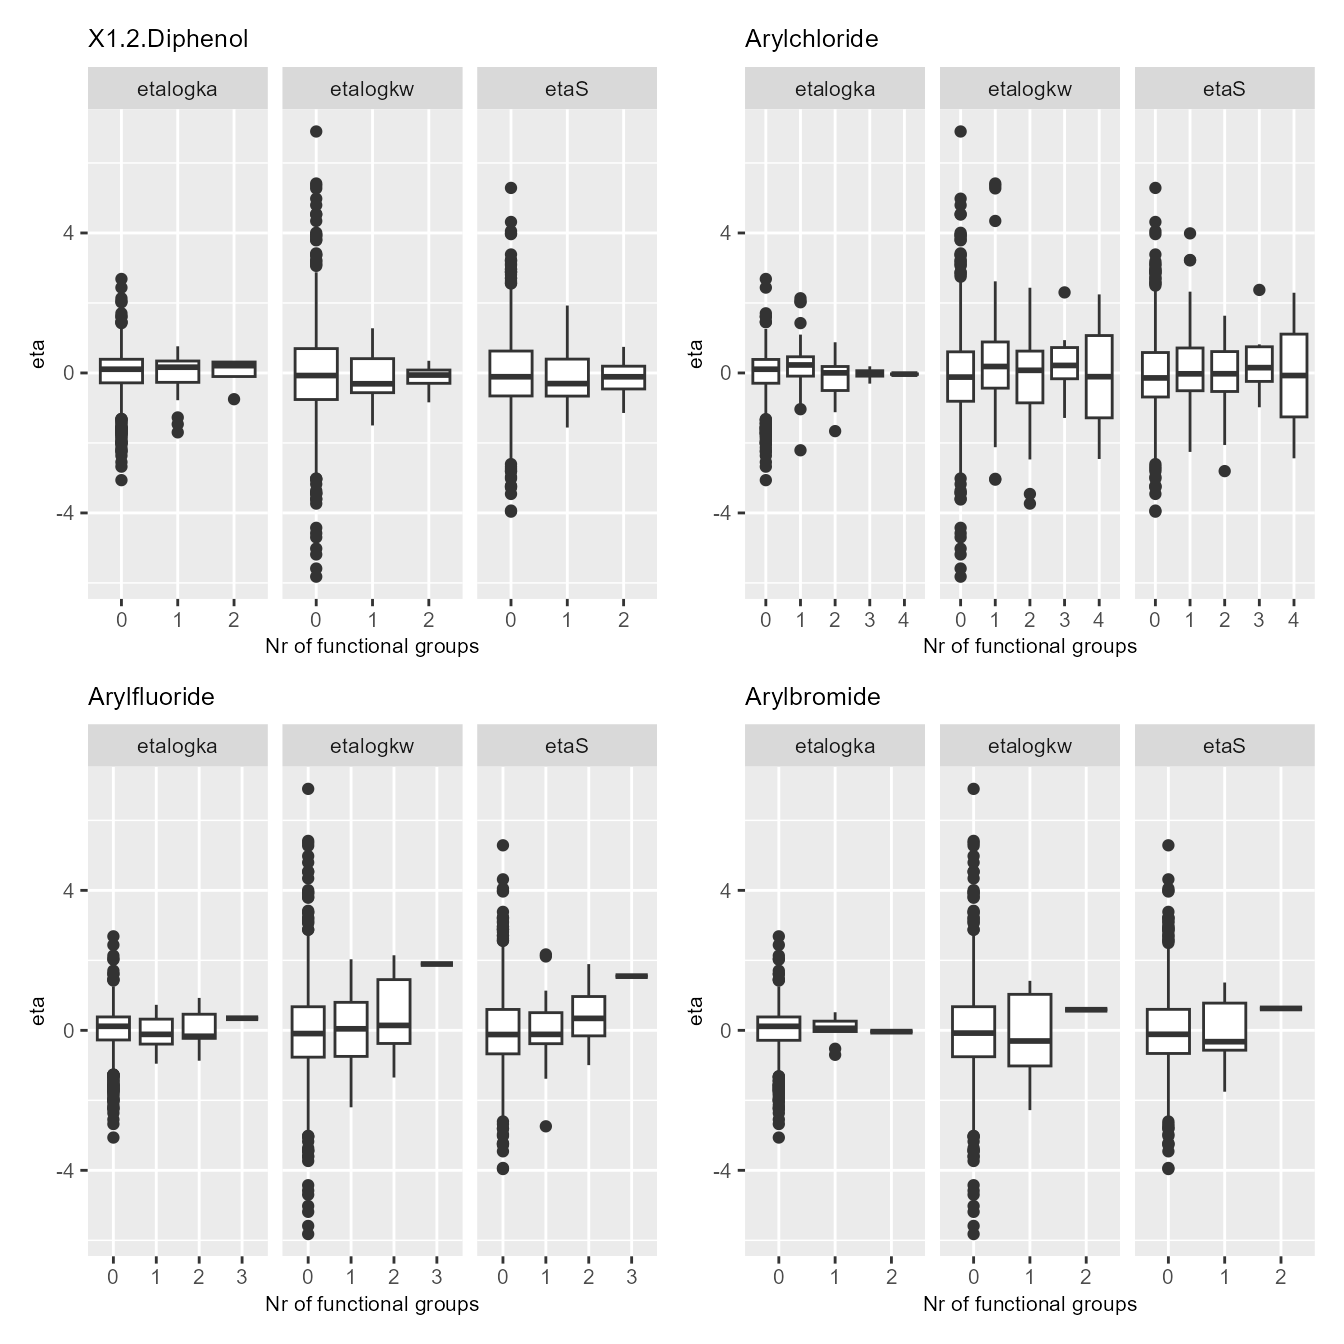 X1.2.Diphenol
etalogka etalogkw etaS
4
0
-4
eta
0 1 2 0 1 2 0 1 2
Nr of functional groups
Arylchloride
etalogka etalogkw etaS
4
0
-4
eta
0 1 2 3 4 0 1 2 3 4 0 1 2 3 4
Nr of functional groups
Arylfluoride
etalogka etalogkw etaS
4
0
-4
eta
0 1 2 3 0 1 2 3 0 1 2 3
Nr of functional groups
Arylbromide
etalogka etalogkw etaS
4
0
-4
eta
0 1 2 0 1 2 0 1 2
Nr of functional groups